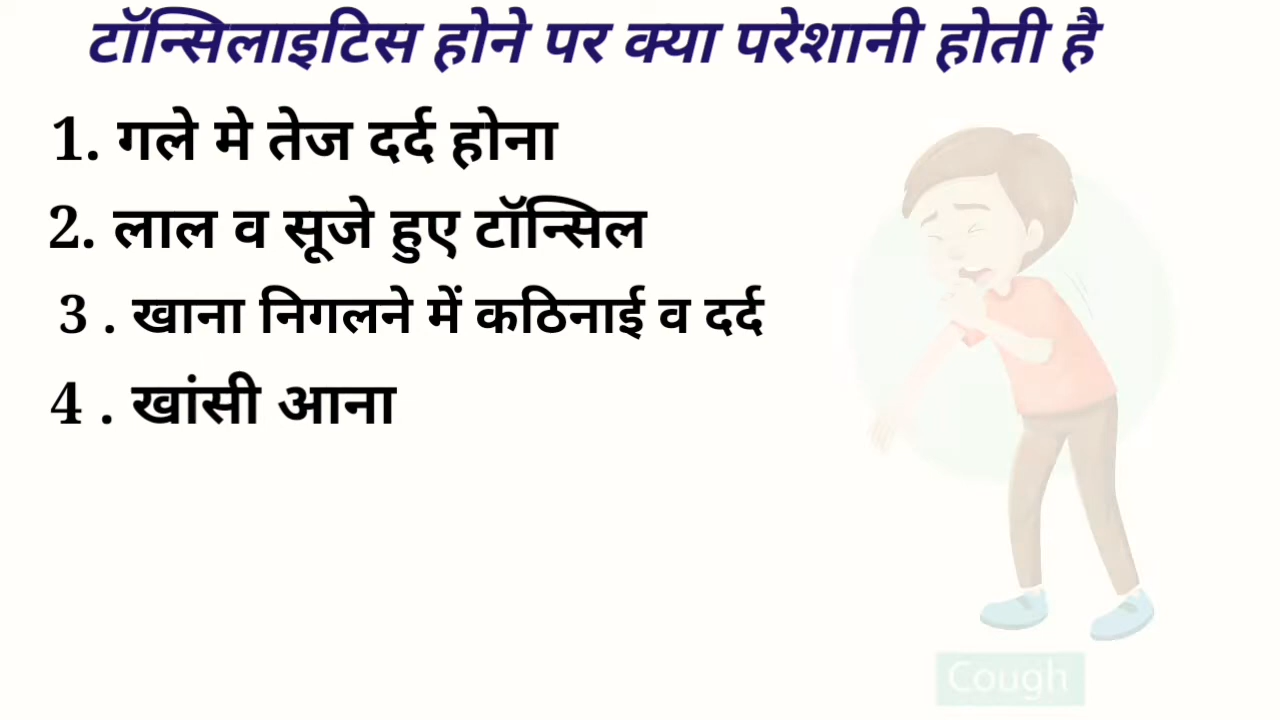 टॉन्सिलाइटिस होने पर क्या परेशानी होती है
1. गले मे तेज दर्द होना
2. लाल व सूजे हुए टॉन्सिल
3 . खाना निगलने में कठिनाई व दर्द
4 . खांसी आना
Cough